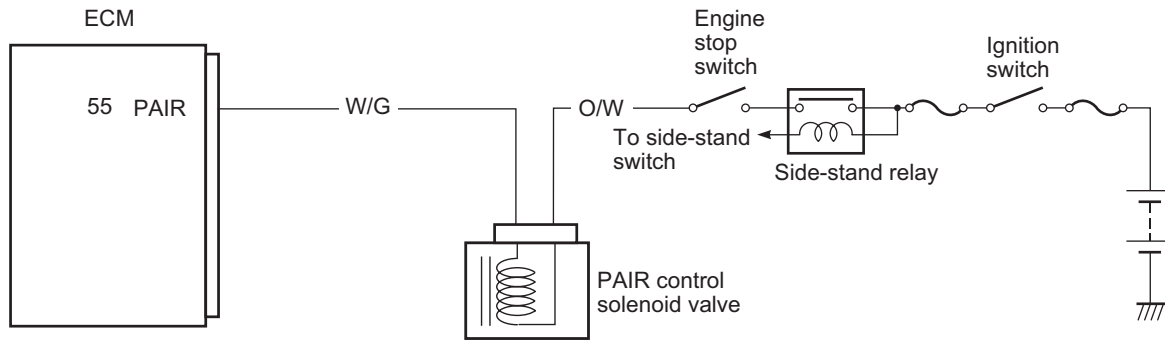 ECM
55 PAIR
W/G
O/W
Engine
stop
switch
Ignition
switch
To side-stand
switch
Side-stand relay
PAIR control
solenoid valve